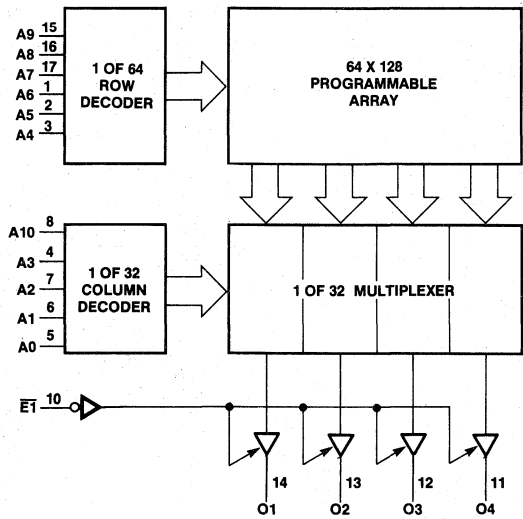 A9 15
A8 16
A7 17
A6 1
A5 2
A4 3
1 OF 64
ROW
DECODER
64 X 128
PROGRAMMABLE
ARRAY
A10 8
A3 4
A2 7
A1 6
A0 5
1 OF 32
COLUMN
DECODER
1 OF 32 MULTIPLEXER
E1 10
14
13
12
11
O1
O2
O3
O4